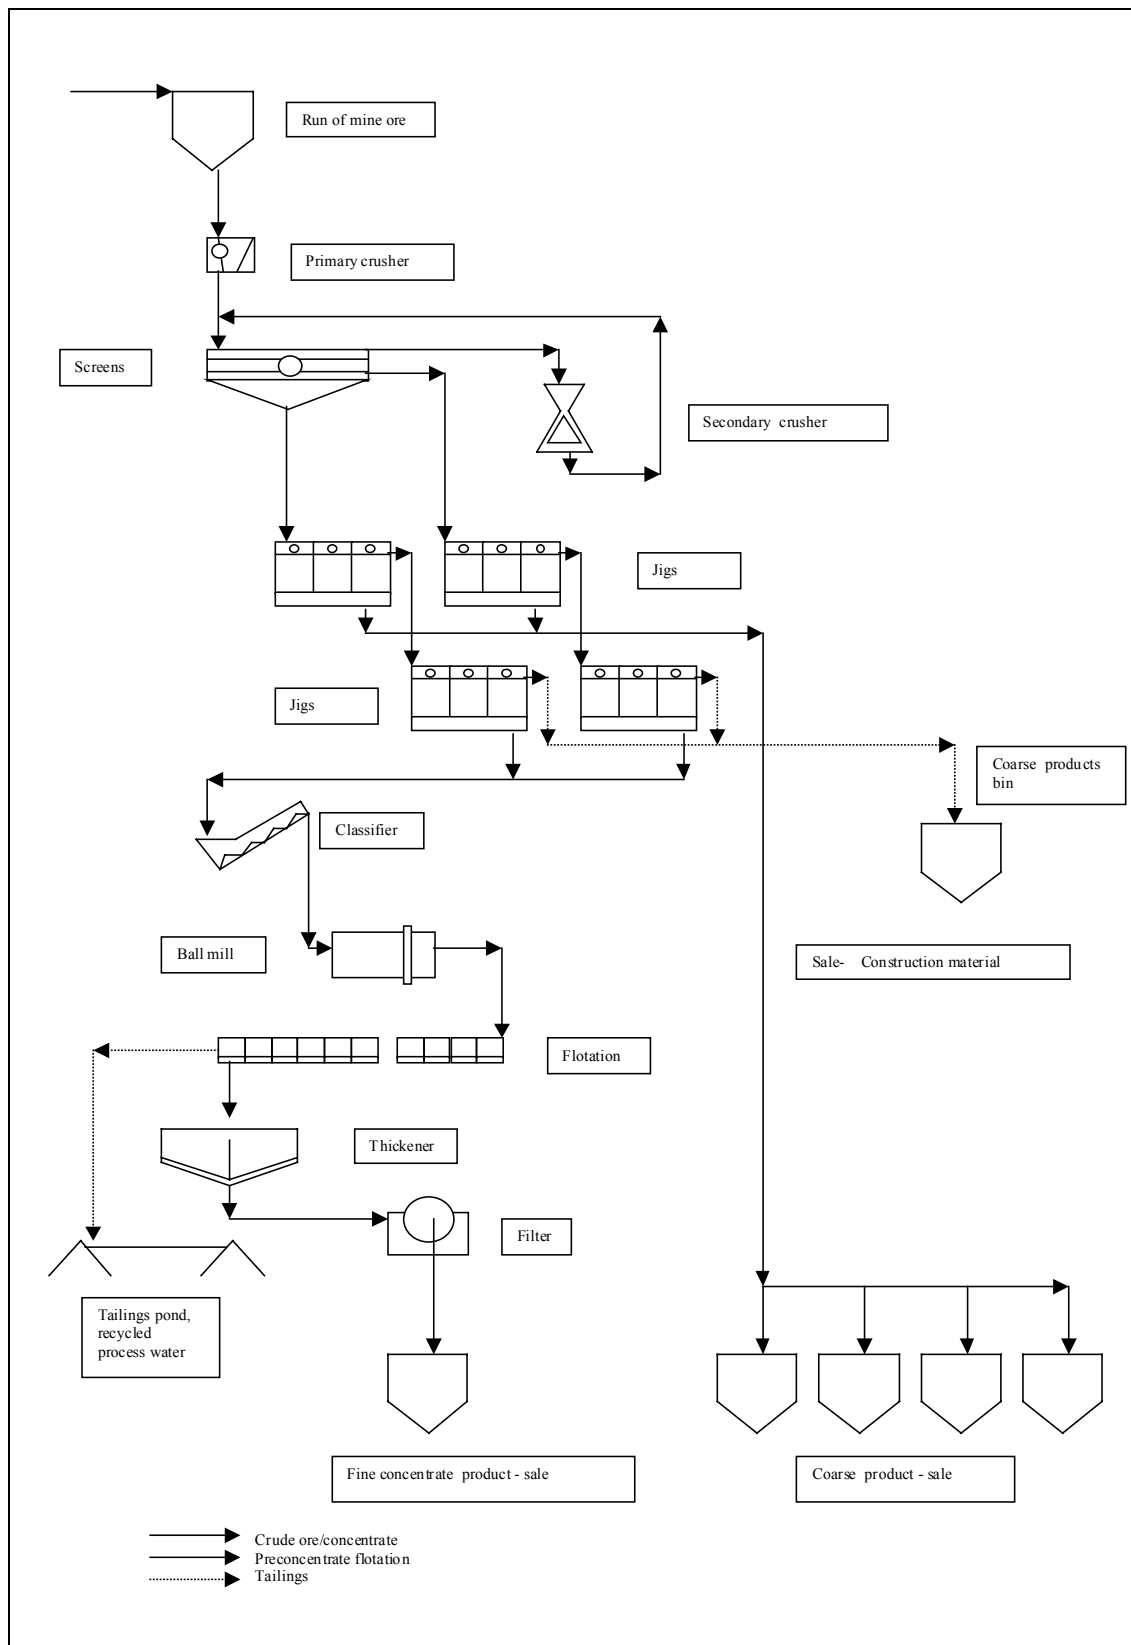 Run of mine ore
Primary crusher
Screens
Secondary crusher
Jigs
Jigs
Coarse products
bin
Classifier
Ball mill
Sale- Construction material
Flotation
Thickener
Filter
Tailings pond,
recycled
process water
Fine concentrate product - sale
Coarse product - sale
Crude ore/concentrate
Preconcentrate flotation
Tailings